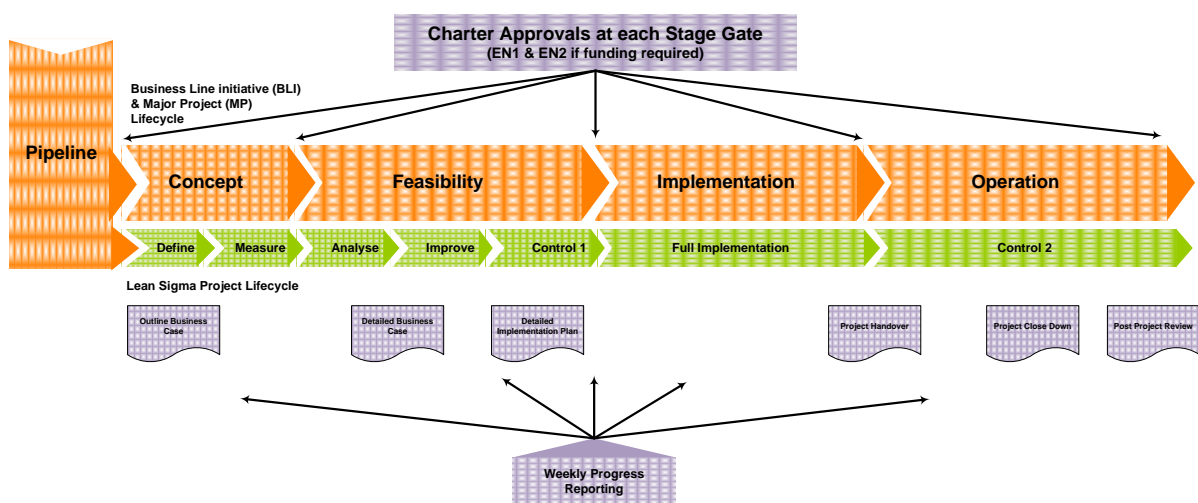 Charter Approvals at each Stage Gate
(EN1 & EN2 if funding required)
Business Line initiative (BLI)
& Major Project (MP)
Lifecycle
Pipeline
Concept
Feasibility
Implementation
Operation
Define
Measure
Analyse
Improve
Control 1
Full Implementation
Control 2
Lean Sigma Project Lifecycle
Outline Business
Case
Detailed Business
Case
Detailed
Implementation Plan
Project Handover
Project Close Down
Post Project Review
Weekly Progress
Reporting